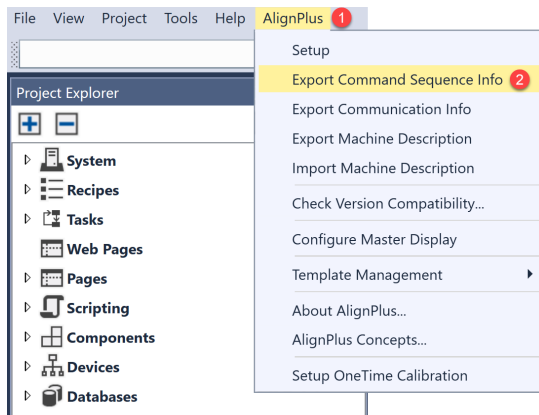 File View Project Tools Help AlignPlus 1
Setup
Export Command Sequence Info 2
Export Communication Info
Export Machine Description
Import Machine Description
Check Version Compatibility...
Configure Master Display
Template Management
About AlignPlus...
AlignPlus Concepts...
Setup OneTime Calibration
Project Explorer
System
Recipes
Tasks
Web Pages
Pages
Scripting
Components
Devices
Databases